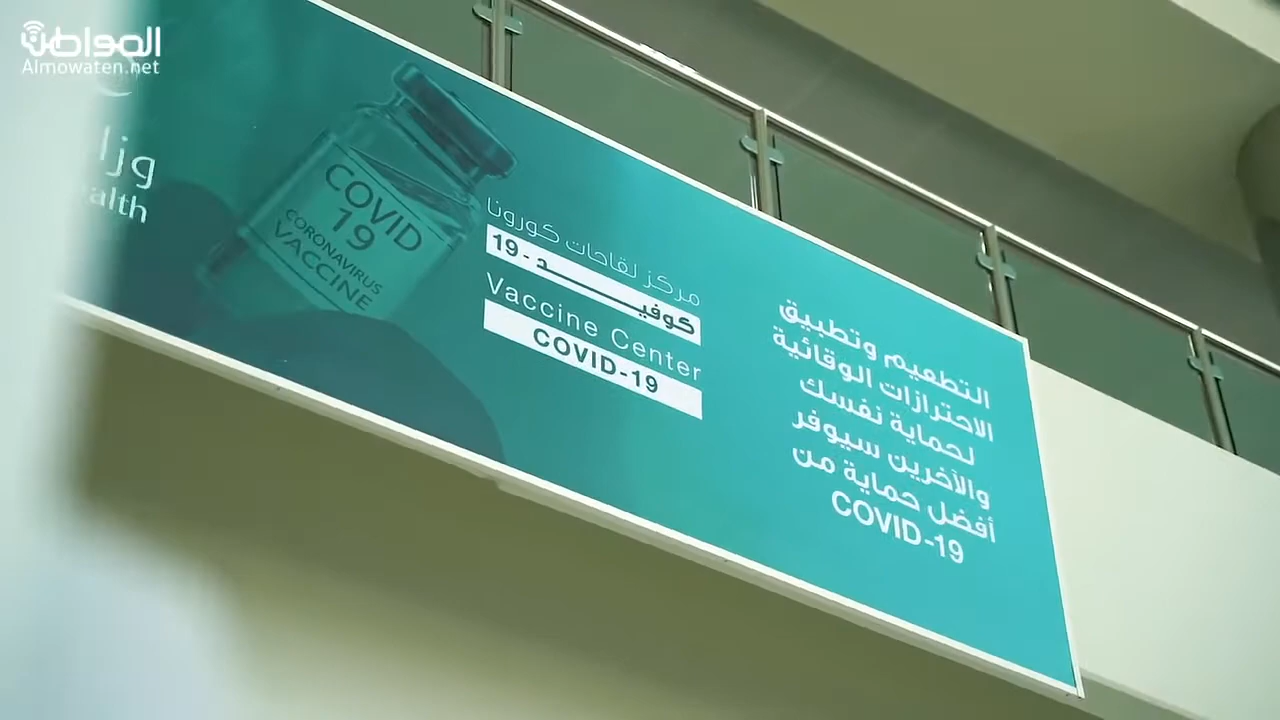 المواطن
Almowaten.net
COVID
19
CORONAVIRUS
VACCINE
مركز لقاحات كورونا
كوفيـــد - 19
Vaccine Center
COVID-19
التطعيم وتطبيق
الاحترازات الوقائية
لحماية نفسك
والآخرين سيوفر
أفضل حماية من
COVID-19